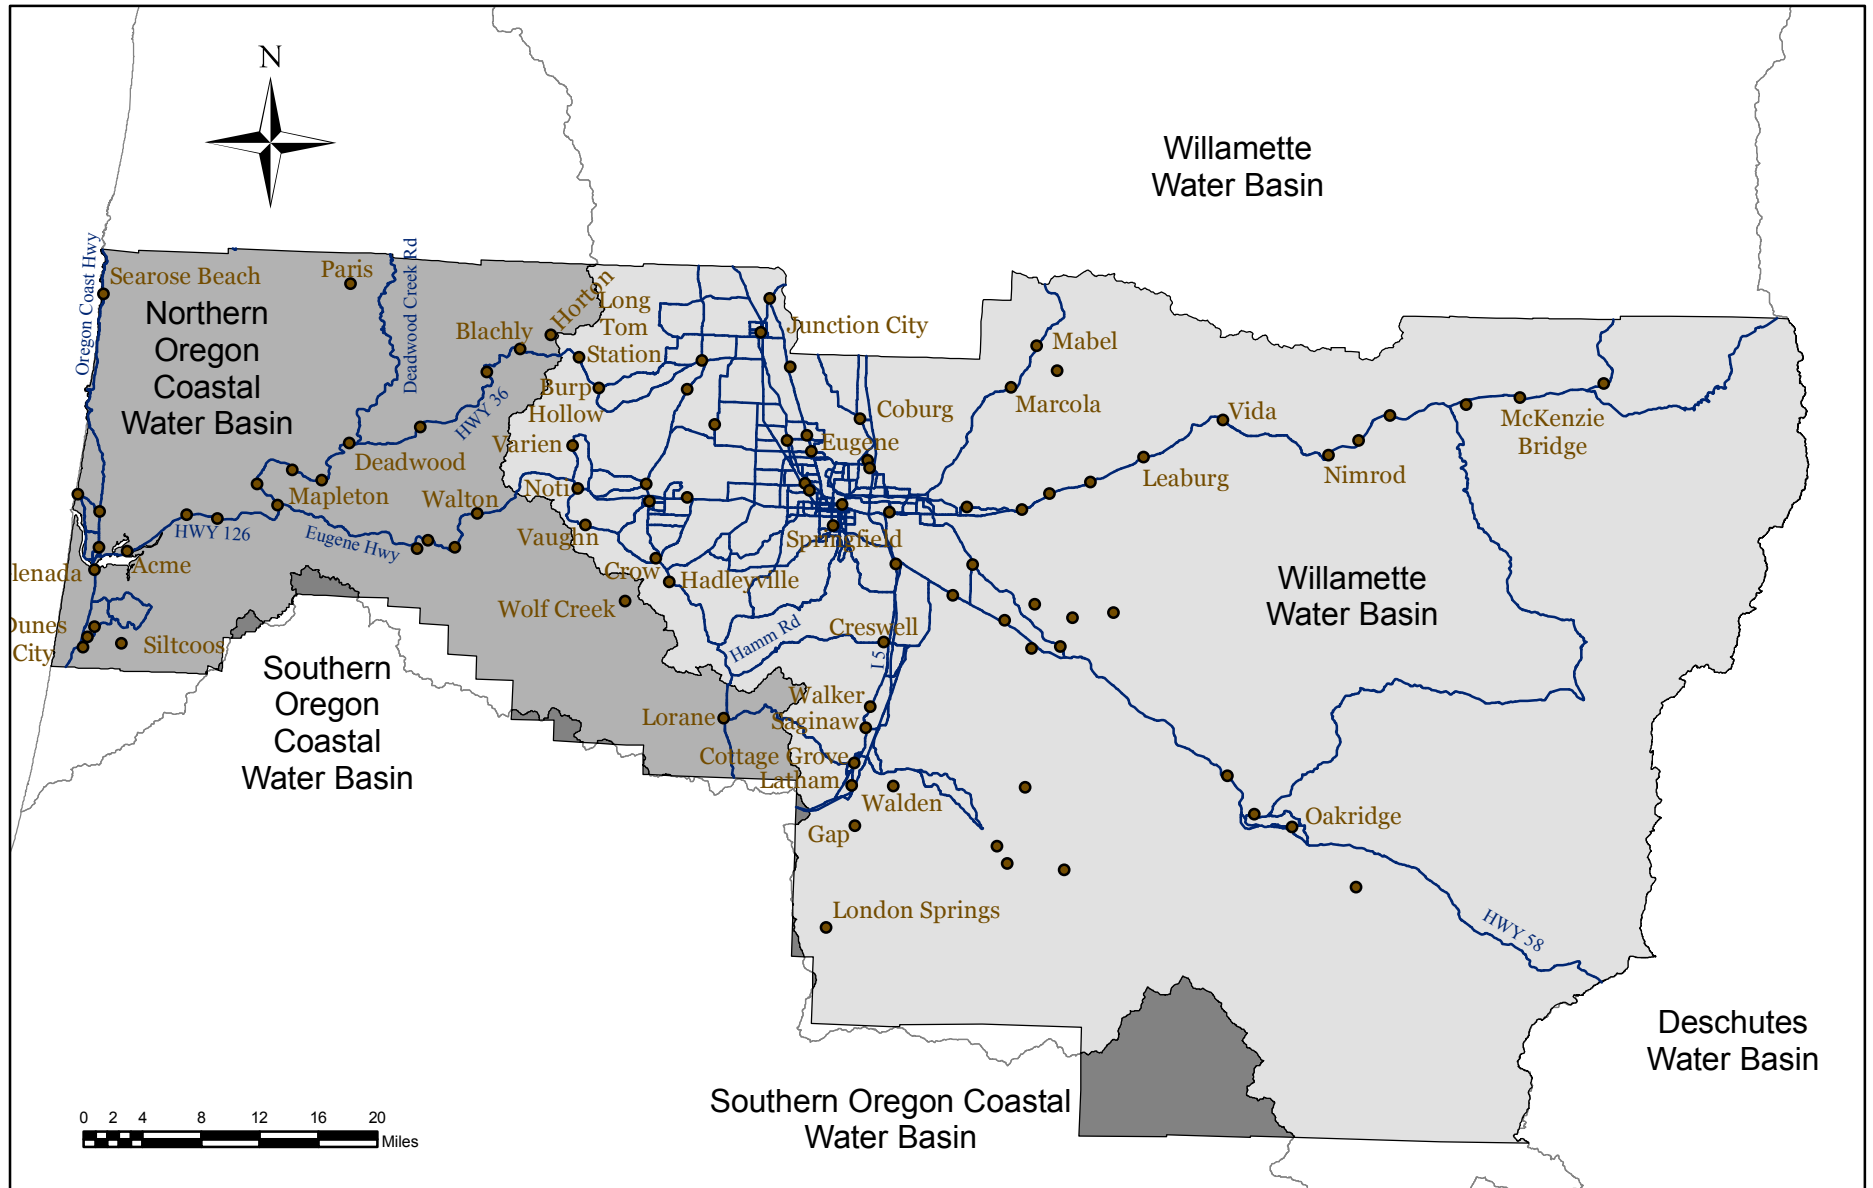 N
Willamette
Water Basin
Oregon Coast Hwy
Searose Beach
Paris
Deadwood Creek Rd
Northern
Oregon
Coastal
Water Basin
Blachly
Horton
Long
Tom
Station
Junction City
Mabel
Burp
Hollow
HWY 36
Marcola
Coburg
Vida
McKenzie
Bridge
Varien
Eugene
Deadwood
Leaburg
Nimrod
Mapleton
Walton
Noti
HWY 126
Eugene Hwy
Vaughn
Springfield
lenada
Acme
Crow
Hadleyville
Willamette
Water Basin
Wolf Creek
Dunes
City
Siltcoos
Hamm Rd
Creswell
I 5
Southern
Oregon
Coastal
Water Basin
Walker
Lorane
Saginaw
Cottage Grove
Latham
Walden
Gap
Oakridge
London Springs
HWY 58
Deschutes
Water Basin
Southern Oregon Coastal
Water Basin
0 2 4 8 12 16 20
Miles